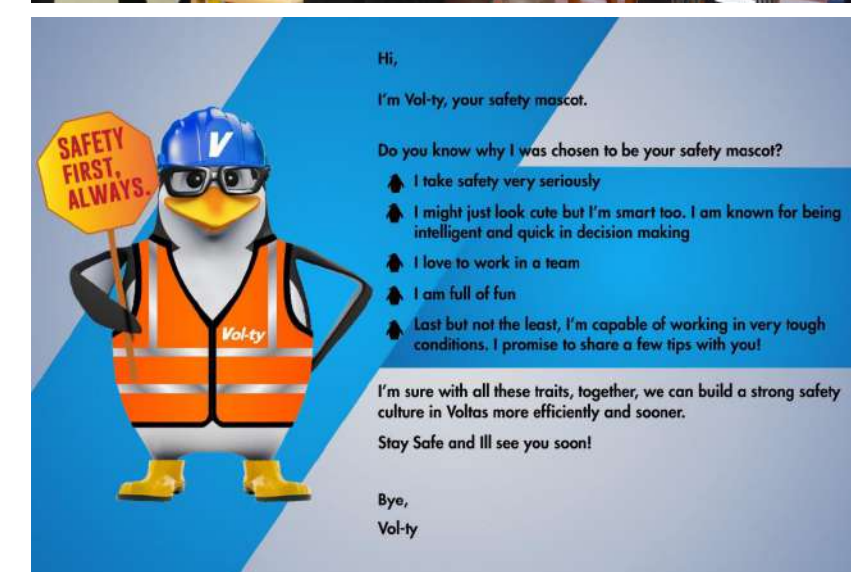 SAFETY
FIRST,
ALWAYS.
V
Vol-ty
Hi,
I'm Vol-ty, your safety mascot.
Do you know why I was chosen to be your safety mascot?
I take safety very seriously
I might just look cute but I'm smart too. I am known for being
intelligent and quick in decision making
I love to work in a team
I am full of fun
Last but not the least, I'm capable of working in very tough
conditions. I promise to share a few tips with you!
I'm sure with all these traits, together, we can build a strong safety
culture in Voltas more efficiently and sooner.
Stay Safe and Ill see you soon!
Bye,
Vol-ty